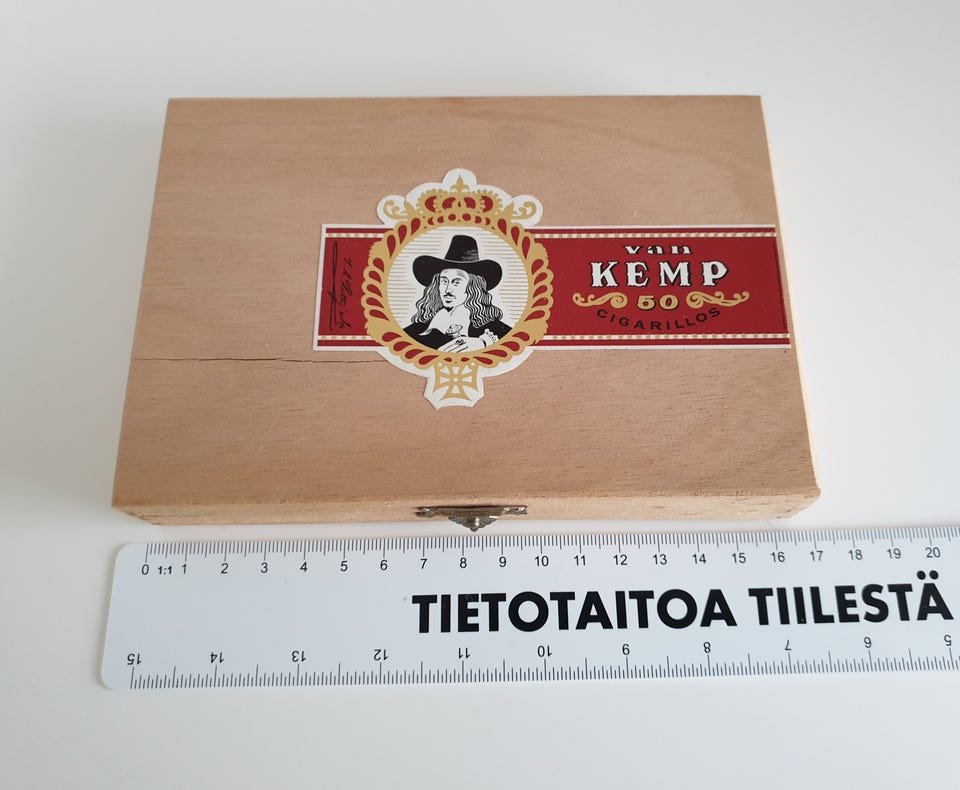 van
KEMP
50
CIGARILLOS
0 1:1 1 2 3 4 5 6 7 8 9 10 11 12 13 14 15 16 17 18 19 20
TIETOTAITOA TIILESTÄ
15 14 13 12 11 10 9 8 7 6 5